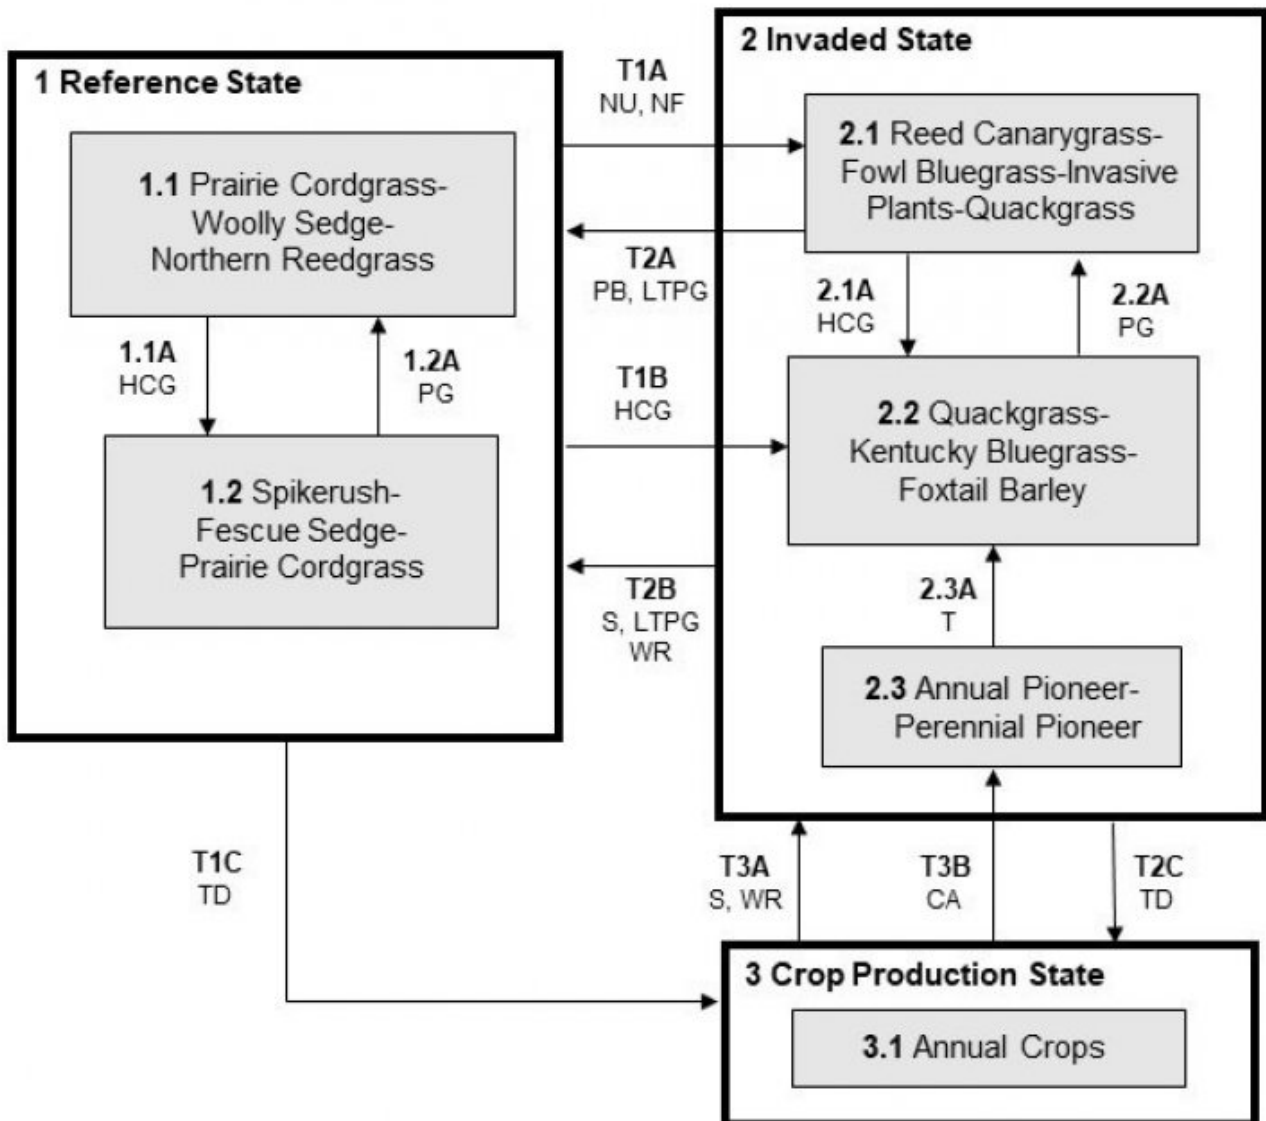 1 Reference State
1.1 Prairie Cordgrass-
Woolly Sedge-
Northern Reedgrass
1.1A
HCG
1.2A
PG
1.2 Spikerush-
Fescue Sedge-
Prairie Cordgrass
T1A
NU, NF
T2A
PB, LTPG
T1B
HCG
T2B
S, LTPG
WR
2 Invaded State
2.1 Reed Canarygrass-
Fowl Bluegrass-Invasive
Plants-Quackgrass
2.1A
HCG
2.2A
PG
2.2 Quackgrass-
Kentucky Bluegrass-
Foxtail Barley
2.3A
T
2.3 Annual Pioneer-
Perennial Pioneer
T1C
TD
T3A
S, WR
T3B
CA
T2C
TD
3 Crop Production State
3.1 Annual Crops